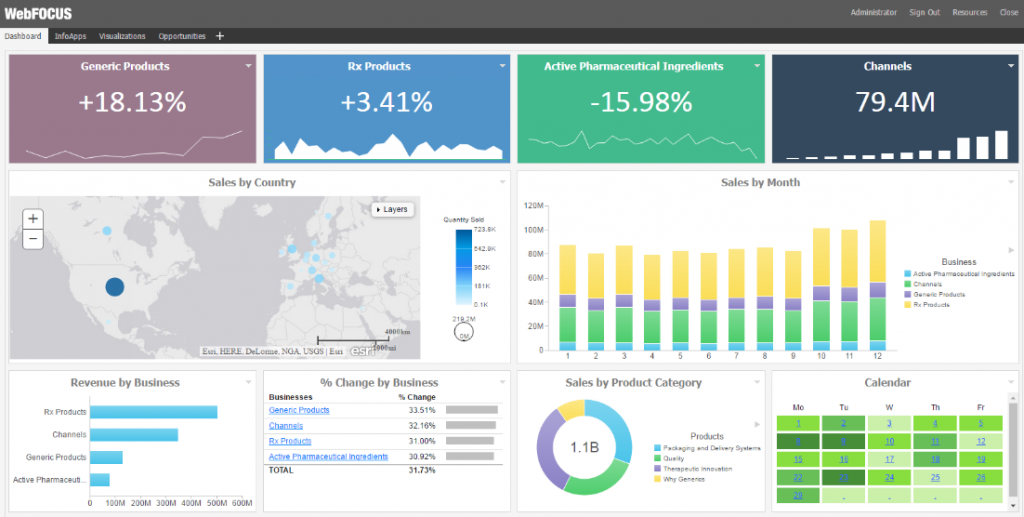 WebFOCUS
Administrator Sign Out Resources Close
Dashboard InfoApps Visualizations Opportunities +
Generic Products
+18.13%
Rx Products
+3.41%
Active Pharmaceutical Ingredients
-15.98%
Channels
79.4M
Sales by Country
+
−
Layers
Quantity Sold
723.8K
542.9K
362K
181K
0.1K
219.2M
0M
4000km
2000mi
Esri, HERE, DeLorme, NGA, USGS | Esri
esri
Sales by Month
120M
100M
80M
60M
40M
20M
0
1 2 3 4 5 6 7 8 9 10 11 12
Business
Active Pharmaceutical Ingredients
Channels
Generic Products
Rx Products
Revenue by Business
Rx Products
Channels
Generic Products
Active Pharmaceuti...
0 100M 200M 300M 400M 500M 600M
% Change by Business
Businesses % Change
Generic Products 33.51%
Channels 32.16%
Rx Products 31.00%
Active Pharmaceutical Ingredients 30.92%
TOTAL 31.73%
Sales by Product Category
1.1B
Products
Packaging and Delivery Systems
Quality
Therapeutic Innovation
Why Generics
Calendar
Mo Tu W Th Fr
1 2 3 4 5
10 11 12
15 16 17 18 19
22 24 25 26
29 . . . .